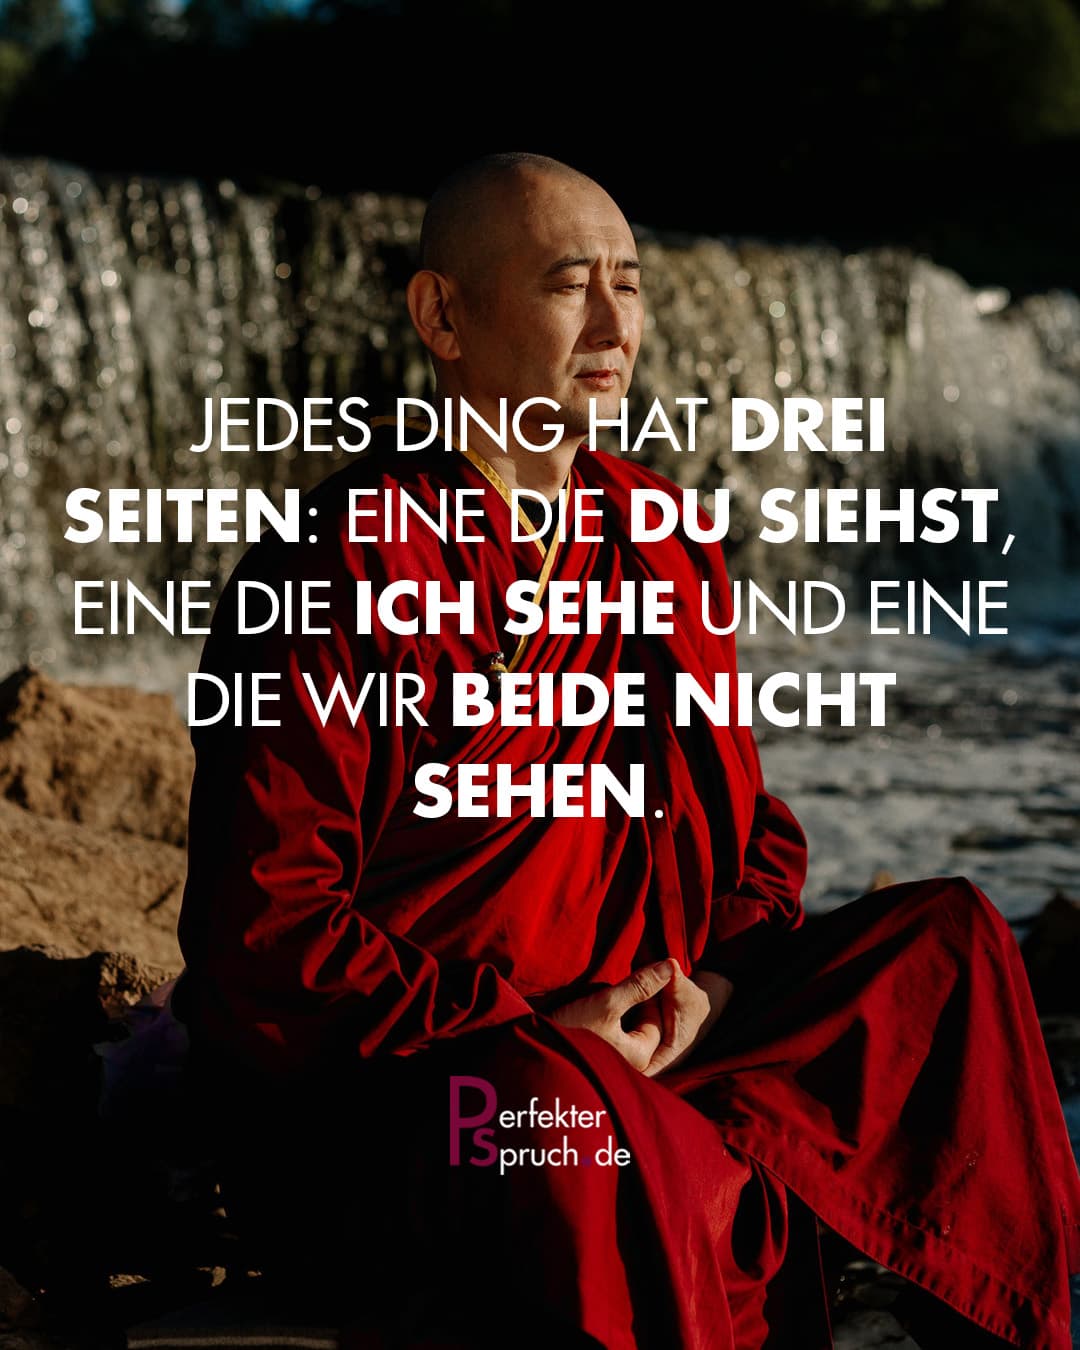 JEDES DING HAT DREI
SEITEN: EINE DIE DU SIEHST,
EINE DIE ICH SEHE UND EINE
DIE WIR BEIDE NICHT
SEHEN.
Perfekter
Spruch.de